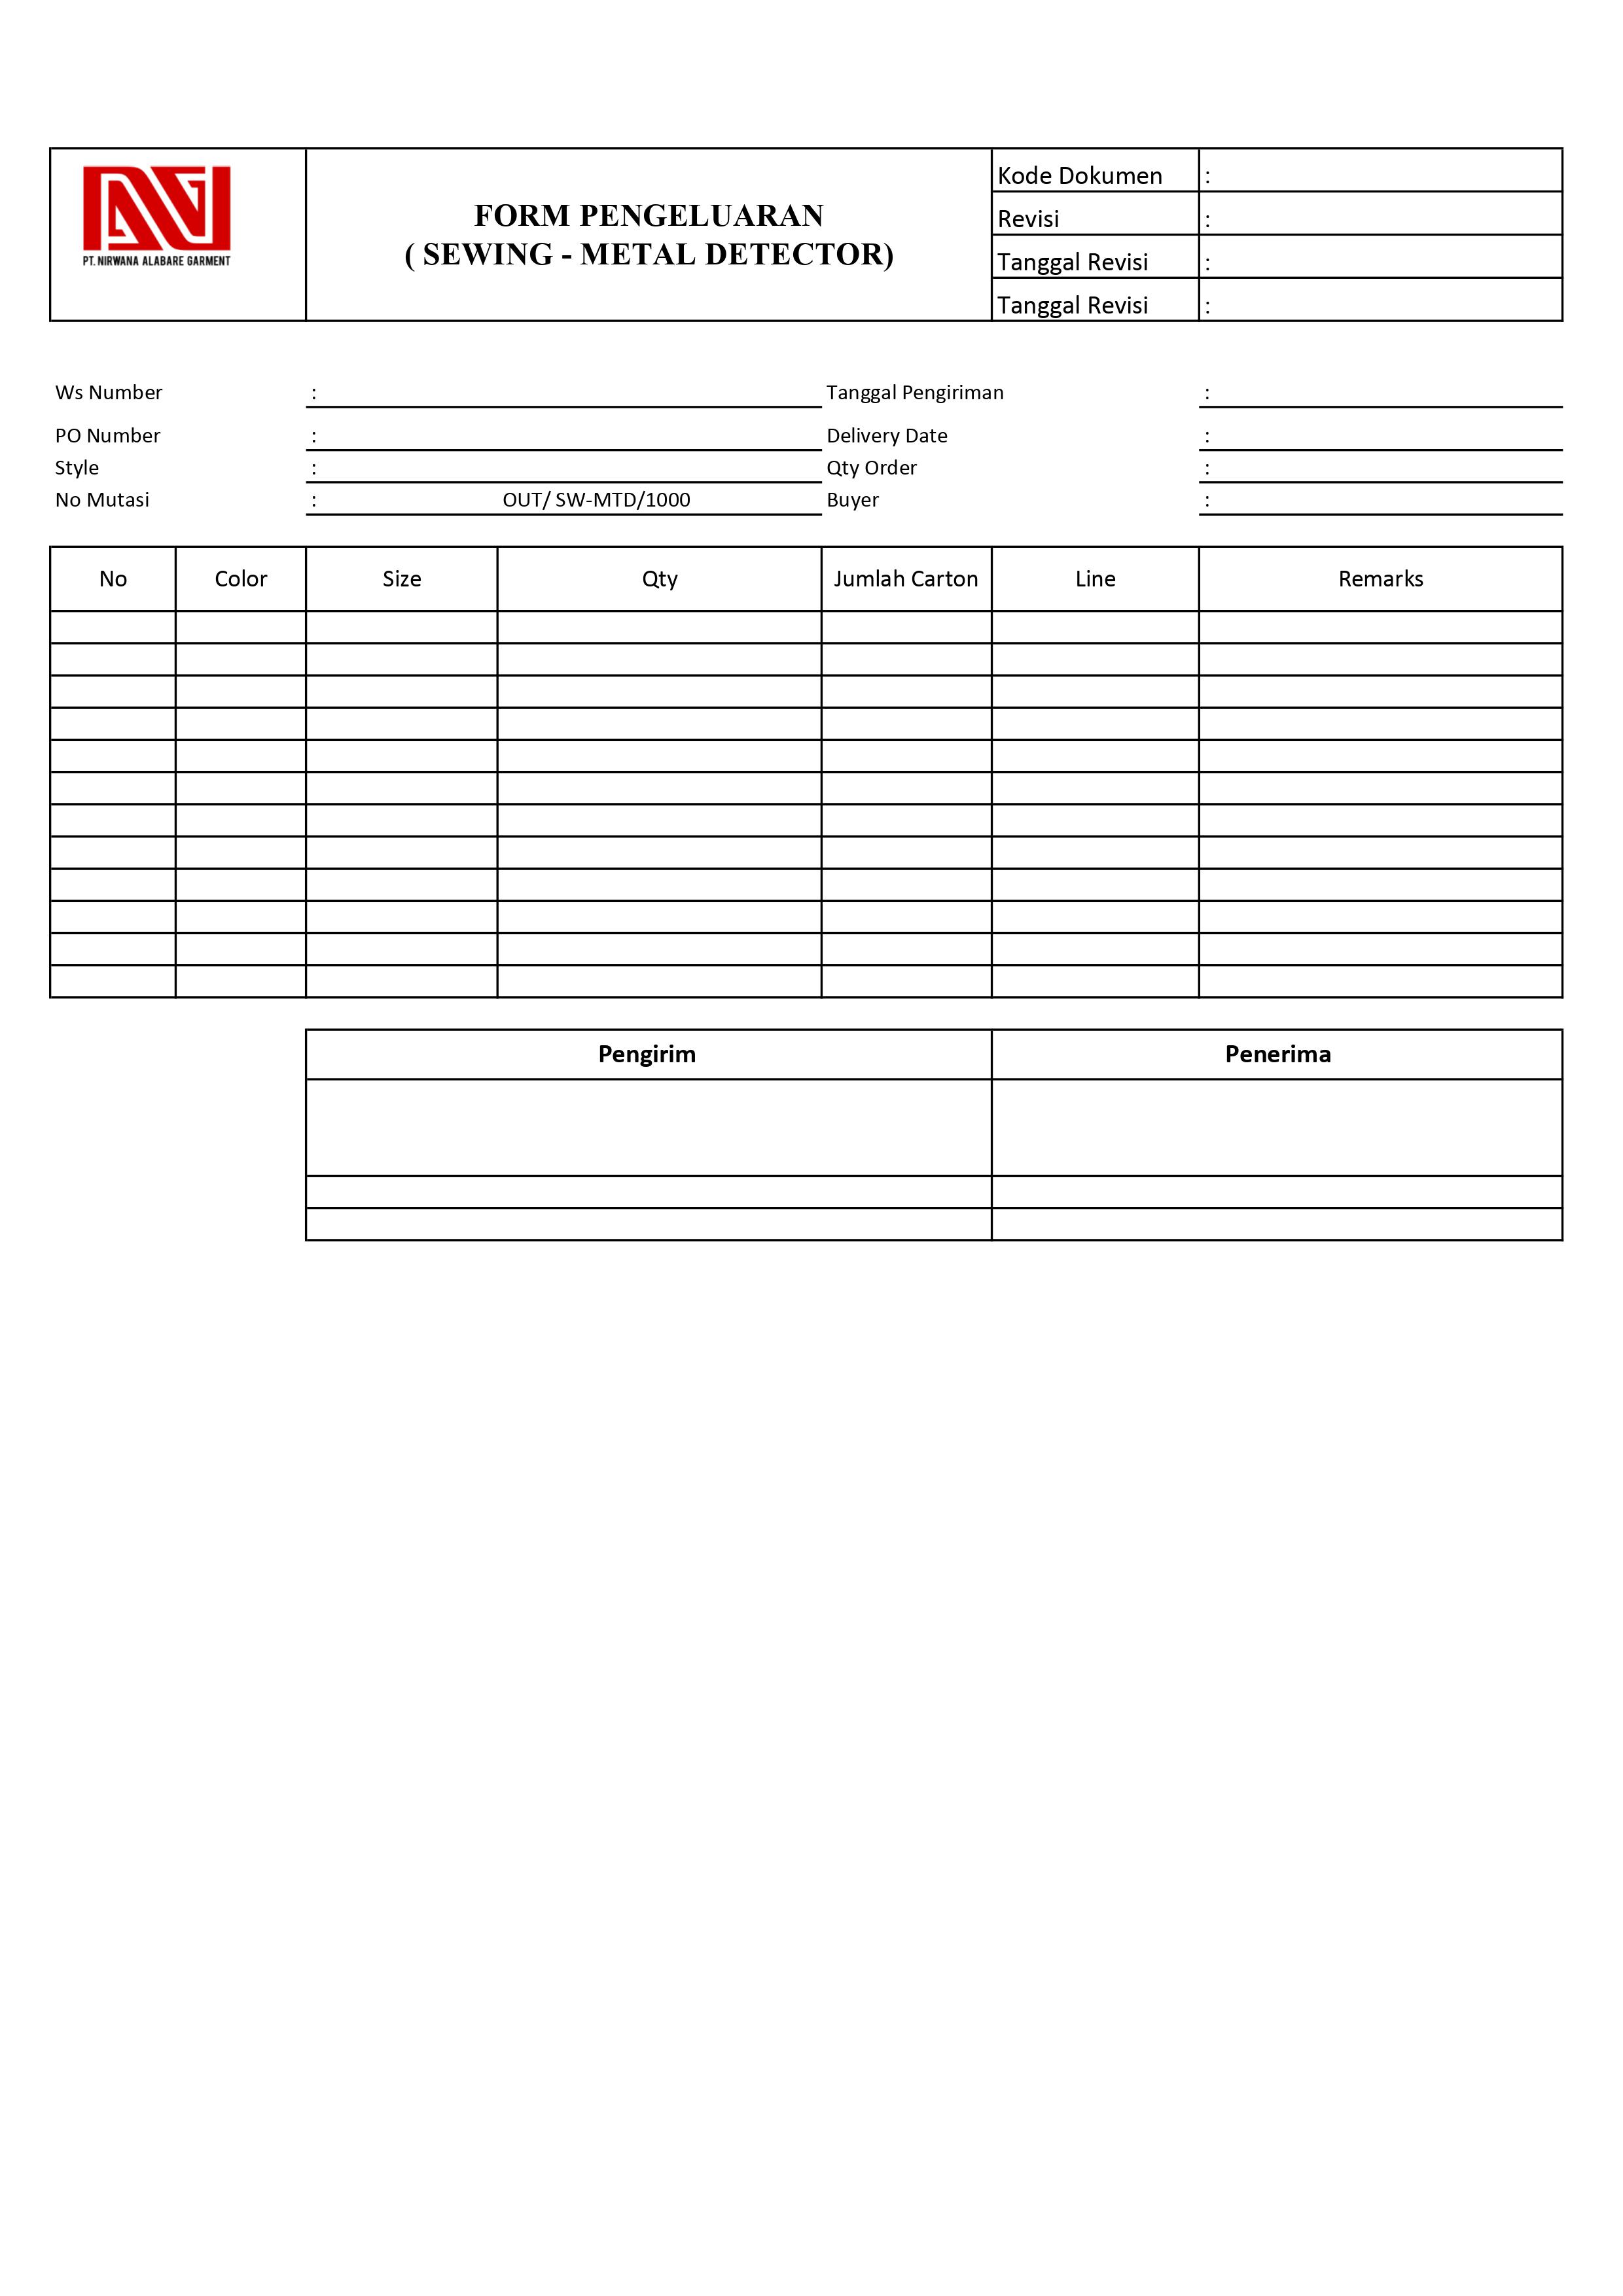 PT. NIRWANA ALABARE GARMENT
FORM PENGELUARAN
( SEWING - METAL DETECTOR)
Kode Dokumen :
Revisi :
Tanggal Revisi :
Tanggal Revisi :
Ws Number : Tanggal Pengiriman :
PO Number : Delivery Date :
Style : Qty Order :
No Mutasi : OUT/ SW-MTD/1000 Buyer :
No Color Size Qty Jumlah Carton Line Remarks
Pengirim Penerima